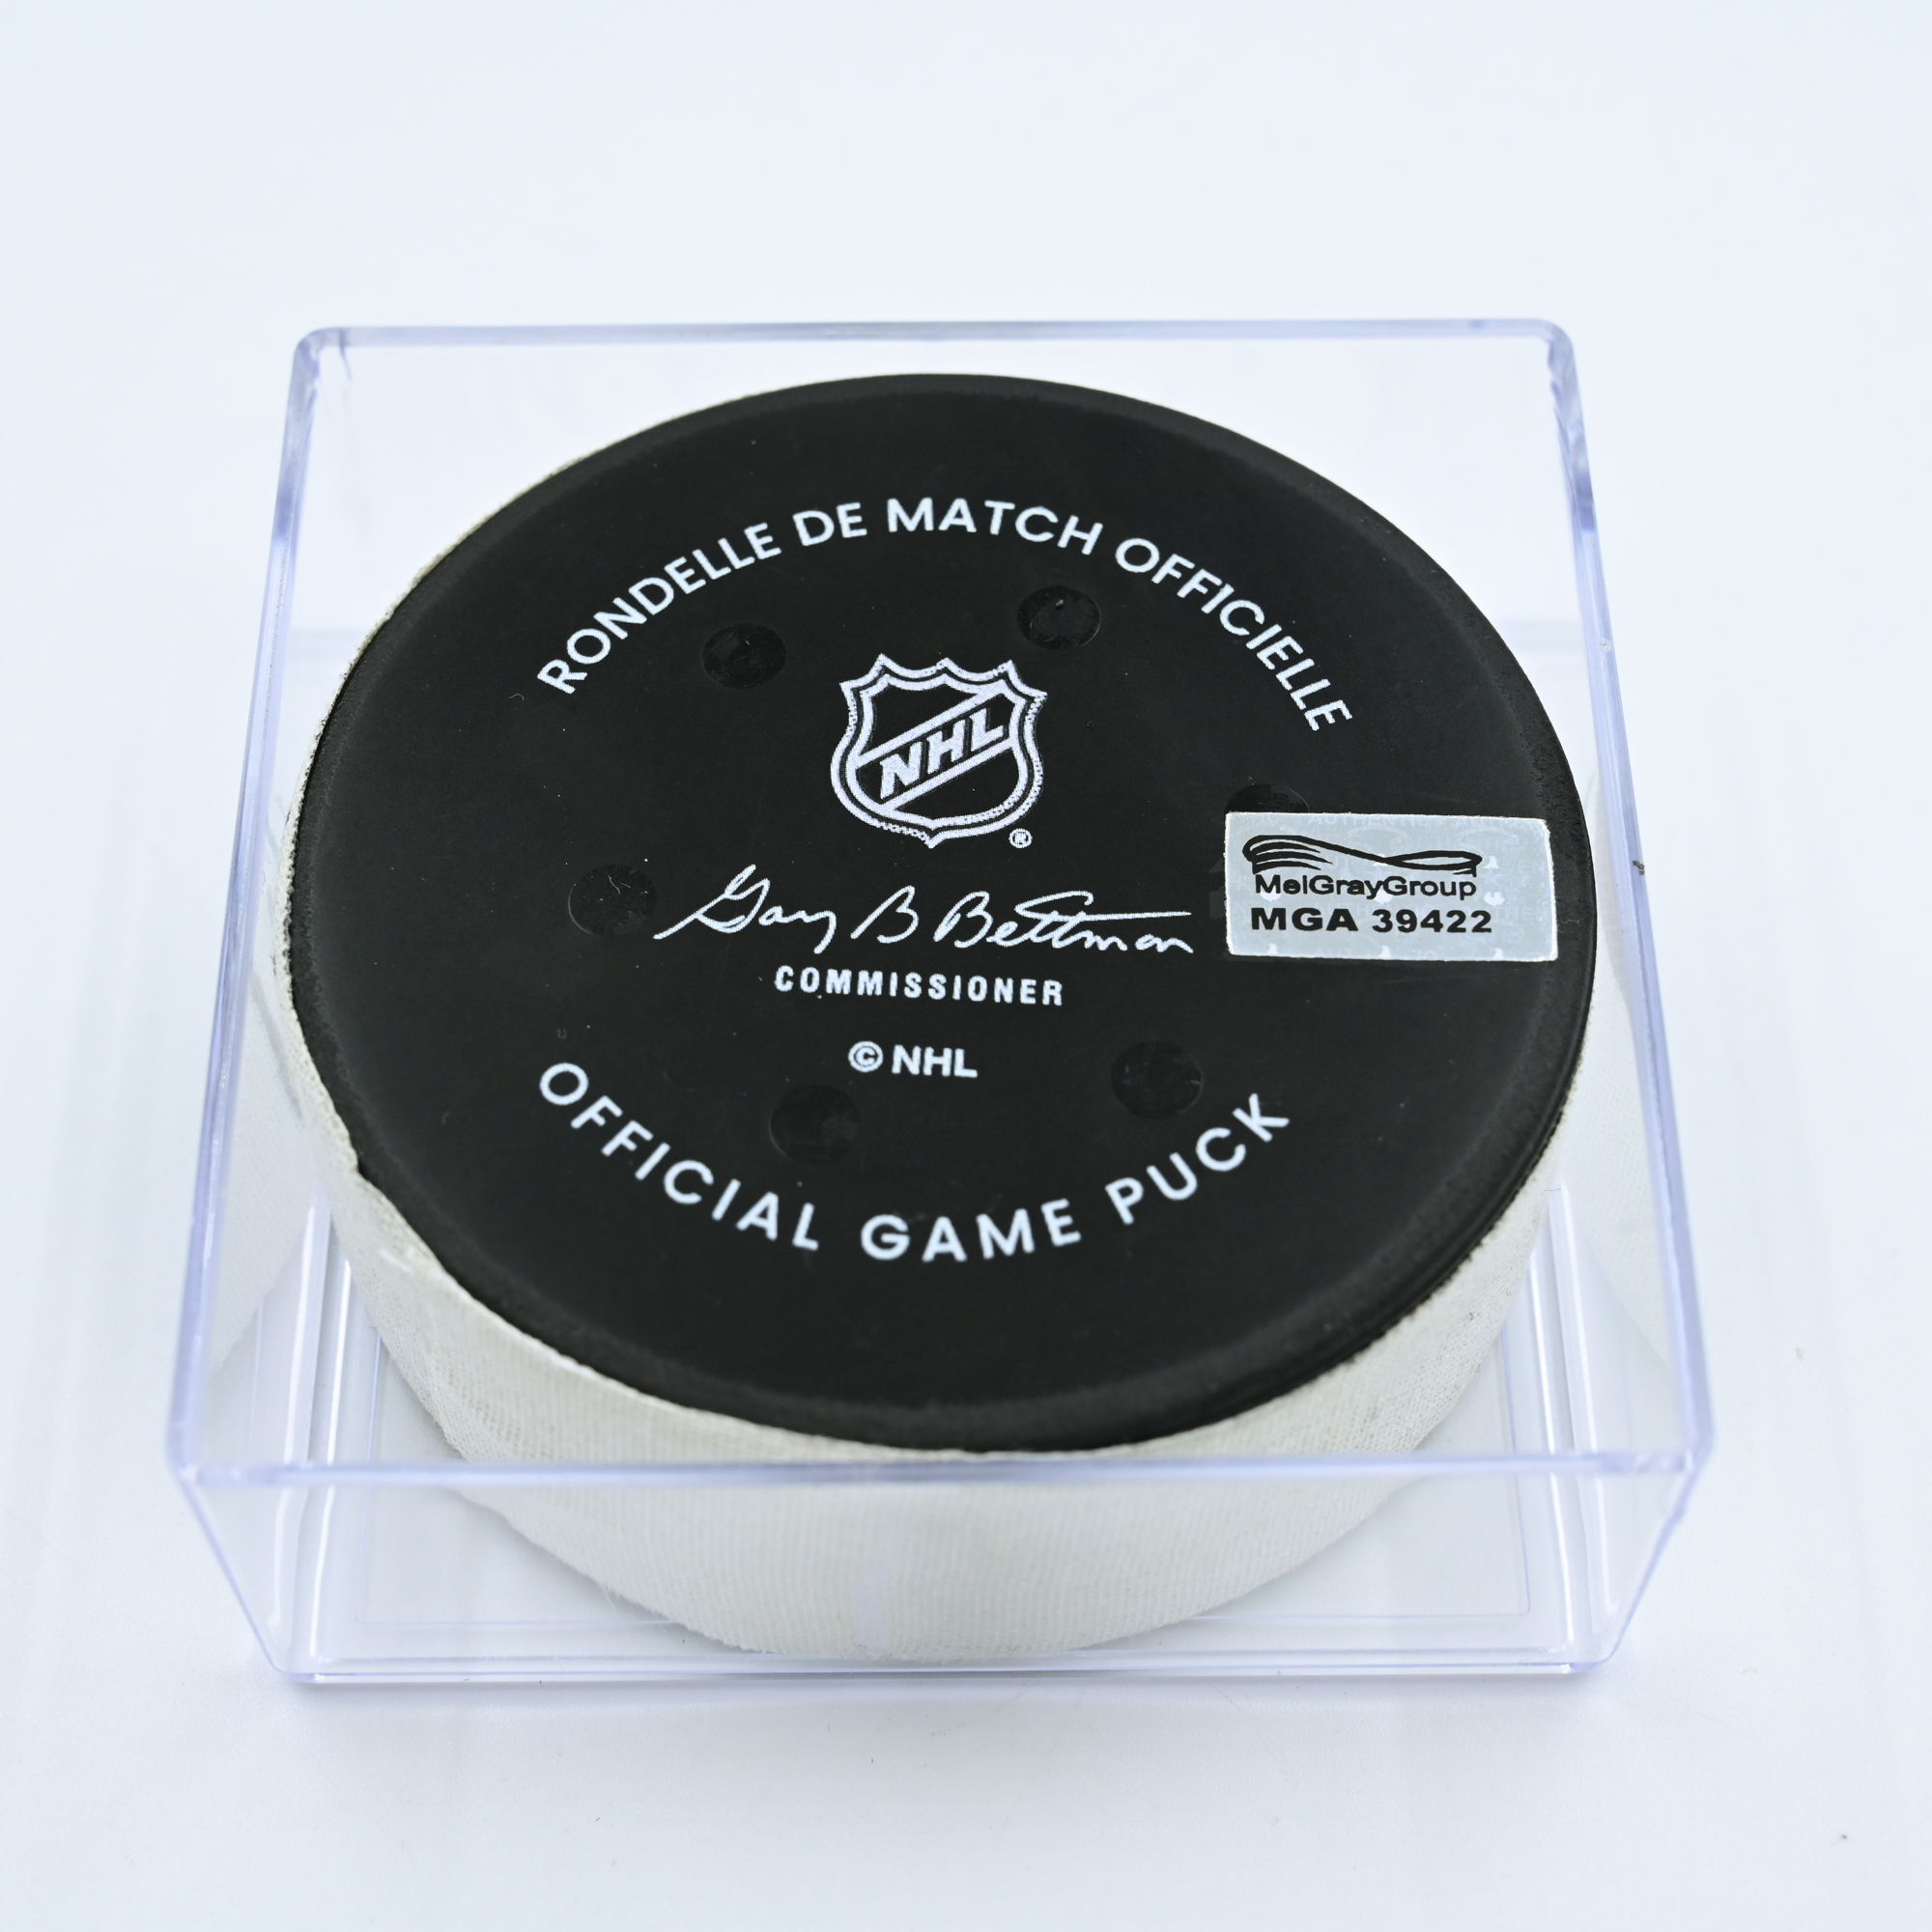 RONDELLE DE MATCH OFFICIELLE
NHL
®
Gary B Bettman
COMMISSIONER
© NHL
OFFICIAL GAME PUCK
MeiGrayGroup
MGA 39422